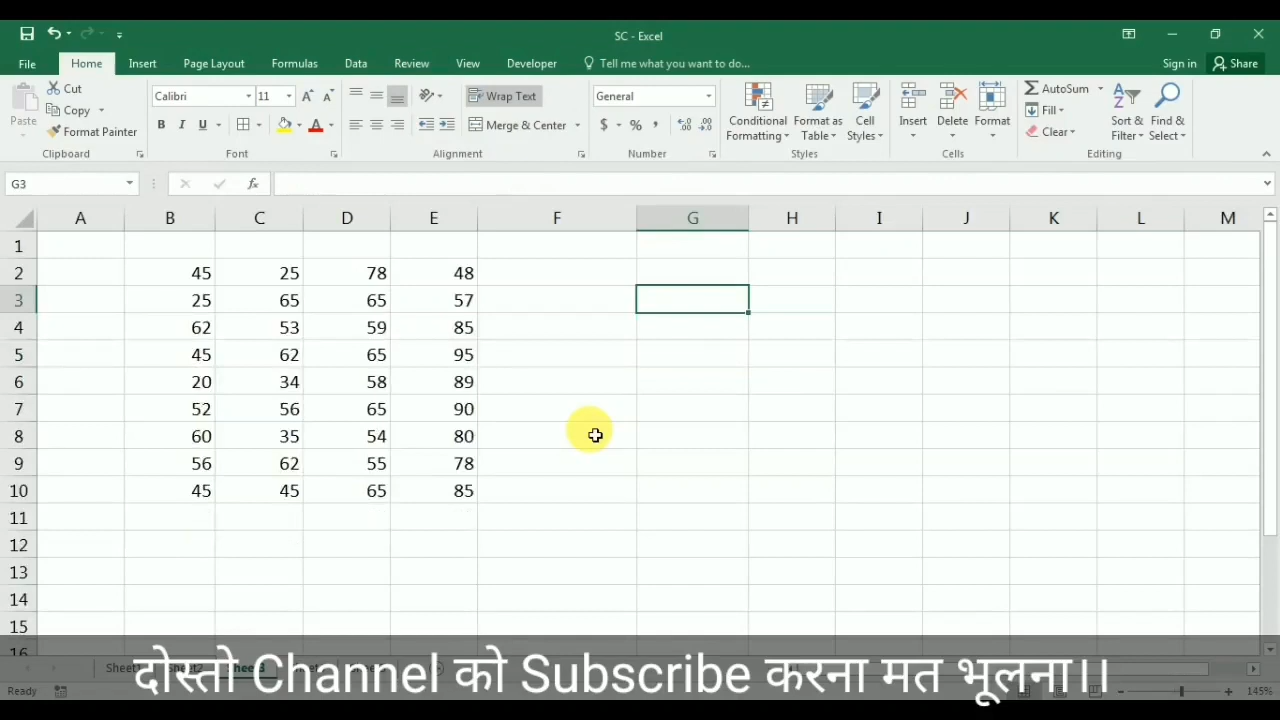 SC - Excel
File Home Insert Page Layout Formulas Data Review View Developer Tell me what you want to do... Sign in Share
Cut
Copy
Format Painter
Paste
Clipboard
Calibri 11
B I U
Font
Wrap Text
Merge & Center
Alignment
General
$ % ,
Number
Conditional Formatting
Format as Table
Cell Styles
Styles
Insert Delete Format
Cells
AutoSum
Fill
Clear
Sort & Filter
Find & Select
Editing
G3 fx
A B C D E F G H I J K L M
1
2 45 25 78 48
3 25 65 65 57
4 62 53 59 85
5 45 62 65 95
6 20 34 58 89
7 52 56 65 90
8 60 35 54 80
9 56 62 55 78
10 45 45 65 85
11
12
13
14
15
16
दोस्तो Channel को Subscribe करना मत भूलना।।
Ready 145%